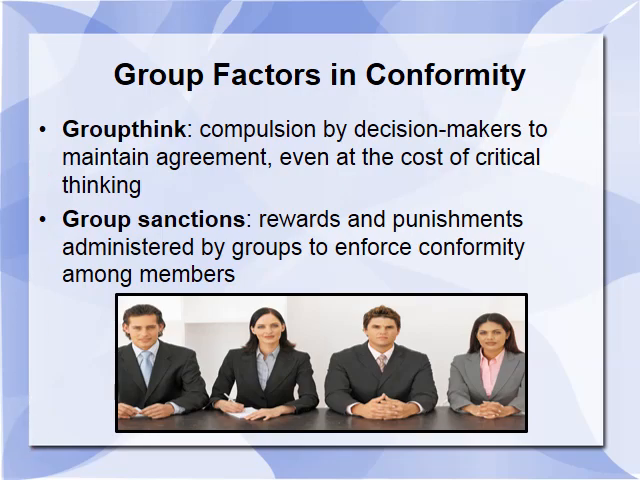 Group Factors in Conformity
• Groupthink: compulsion by decision-makers to
maintain agreement, even at the cost of critical
thinking
• Group sanctions: rewards and punishments
administered by groups to enforce conformity
among members